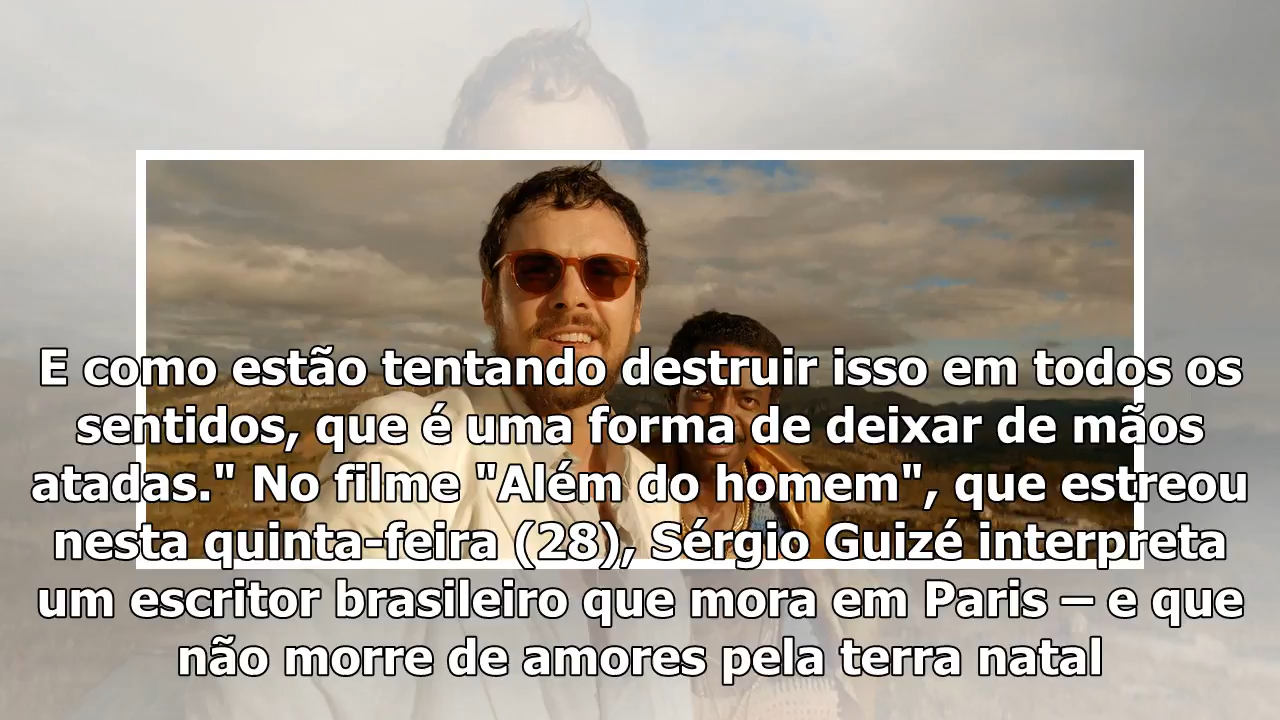 E como estão tentando destruir isso em todos os
sentidos, que é uma forma de deixar de mãos
atadas." No filme "Além do homem", que estreou
nesta quinta-feira (28), Sérgio Guizé interpreta
um escritor brasileiro que mora em Paris – e que
não morre de amores pela terra natal